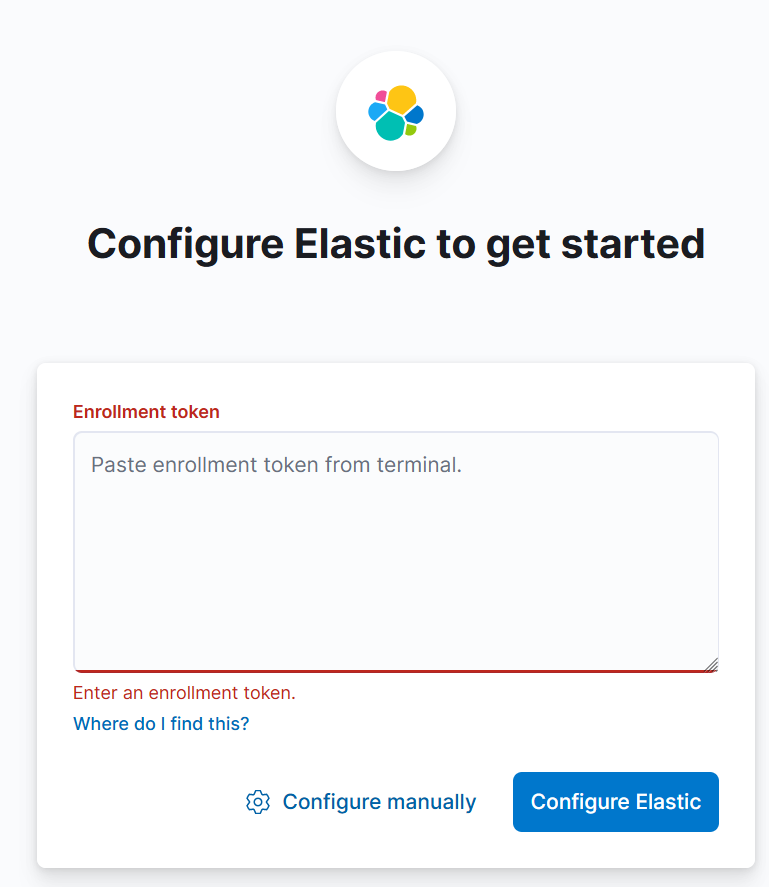 Configure Elastic to get started
Enrollment token
Paste enrollment token from terminal.
Enter an enrollment token.
Where do I find this?
Configure manually
Configure Elastic